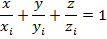 x/x_i + y/y_i + z/z_i = 1